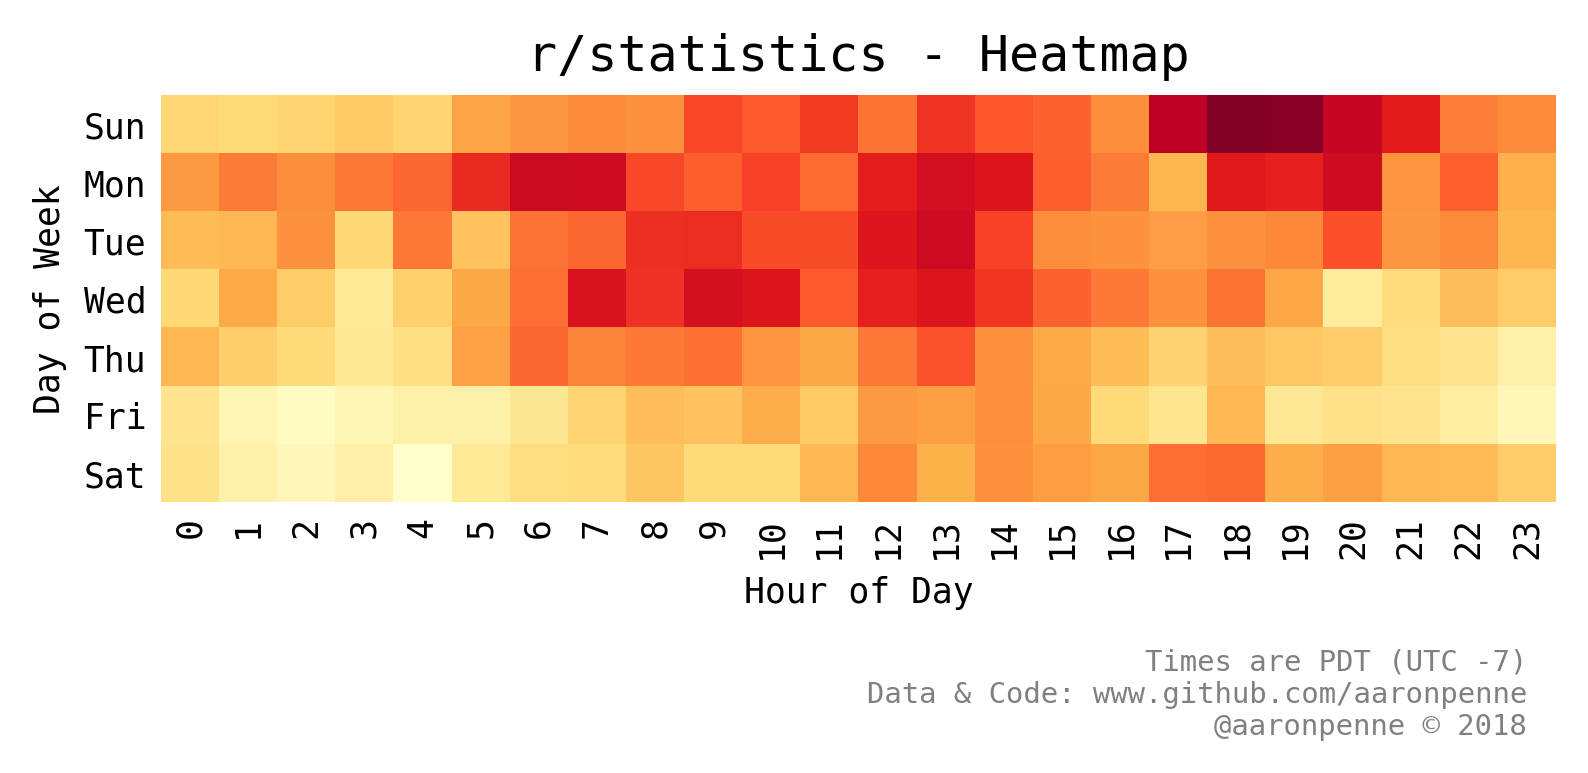 r/statistics - Heatmap
Day of Week
Sun
Mon
Tue
Wed
Thu
Fri
Sat
0 1 2 3 4 5 6 7 8 9 10 11 12 13 14 15 16 17 18 19 20 21 22 23
Hour of Day
Times are PDT (UTC -7)
Data & Code: www.github.com/aaronpenne
@aaronpenne © 2018